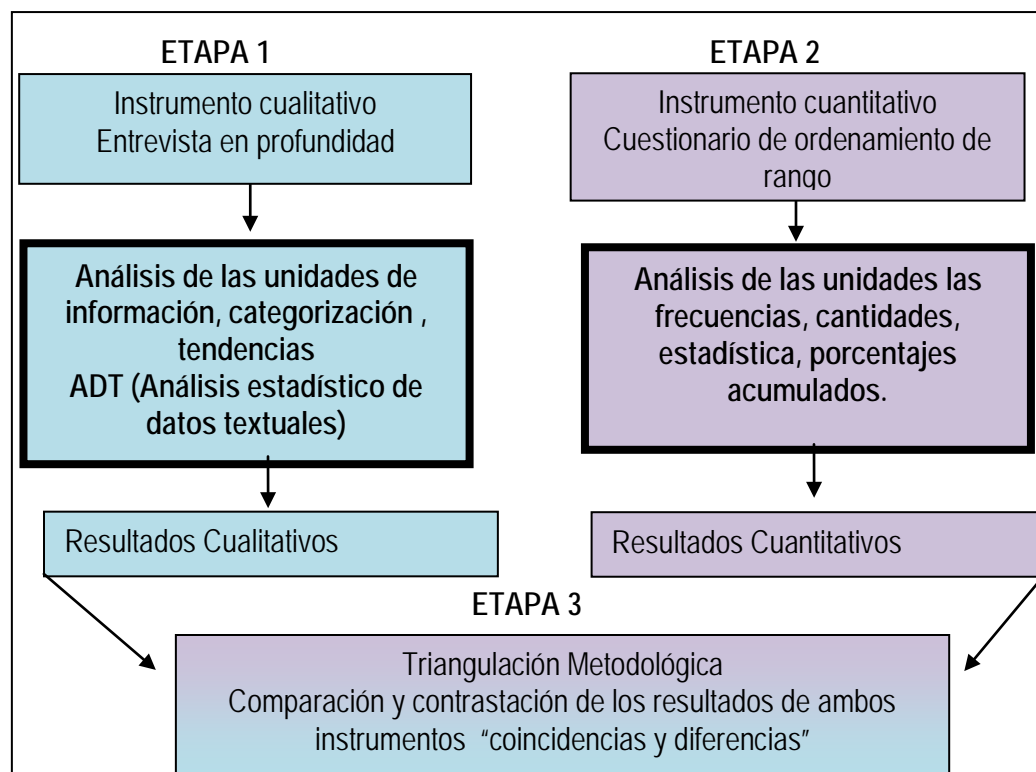 ETAPA 1
Instrumento cualitativo
Entrevista en profundidad
Análisis de las unidades de
información, categorización ,
tendencias
ADT (Análisis estadístico de
datos textuales)
Resultados Cualitativos
ETAPA 2
Instrumento cuantitativo
Cuestionario de ordenamiento de
rango
Análisis de las unidades las
frecuencias, cantidades,
estadística, porcentajes
acumulados.
Resultados Cuantitativos
ETAPA 3
Triangulación Metodológica
Comparación y contrastación de los resultados de ambos
instrumentos “coincidencias y diferencias”